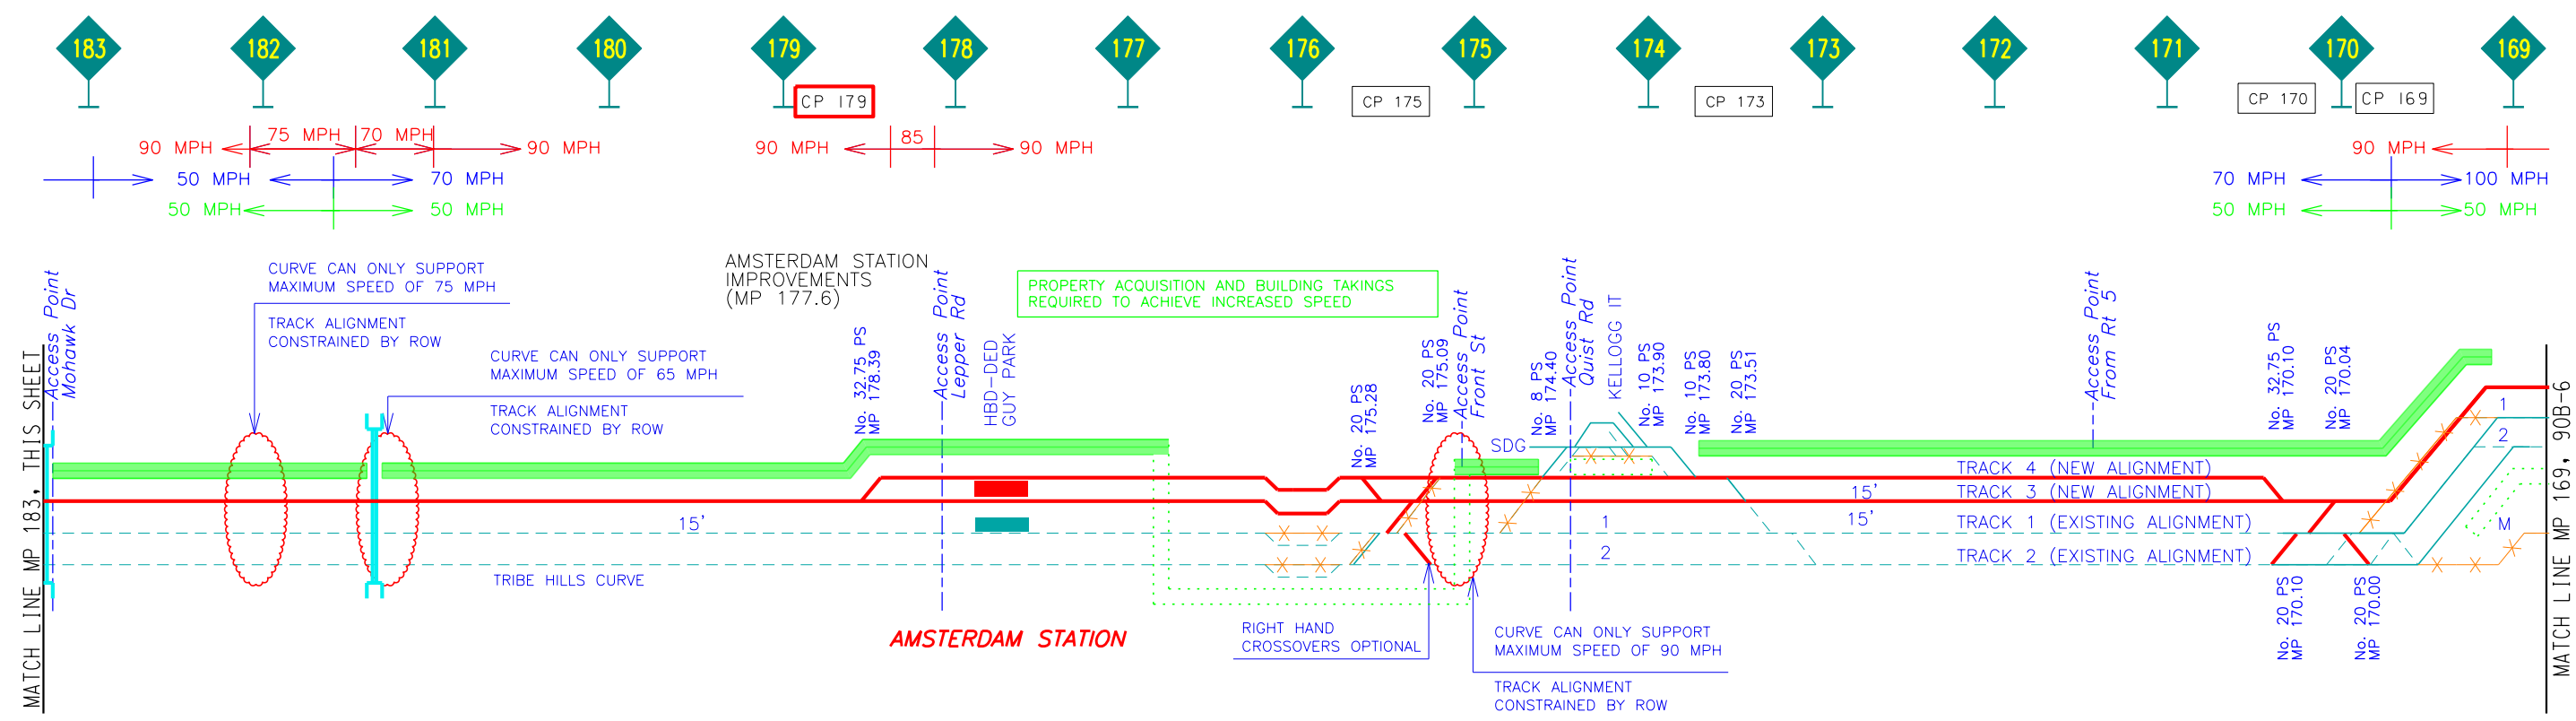 183 182 181 180 179 178 177 176 175 174 173 172 171 170 169
CP 179
CP 175
CP 173
CP 170
CP 169
90 MPH
75 MPH
70 MPH
90 MPH
90 MPH
85
90 MPH
90 MPH
50 MPH
70 MPH
70 MPH
100 MPH
50 MPH
50 MPH
50 MPH
50 MPH
MATCH LINE MP 183, THIS SHEET
Access Point
Mohawk Dr
CURVE CAN ONLY SUPPORT
MAXIMUM SPEED OF 75 MPH
TRACK ALIGNMENT
CONSTRAINED BY ROW
CURVE CAN ONLY SUPPORT
MAXIMUM SPEED OF 65 MPH
TRACK ALIGNMENT
CONSTRAINED BY ROW
AMSTERDAM STATION
IMPROVEMENTS
(MP 177.6)
No. 32.75 PS
MP 178.39
Access Point
Lepper Rd
HBD-DED
GUY PARK
PROPERTY ACQUISITION AND BUILDING TAKINGS
REQUIRED TO ACHIEVE INCREASED SPEED
No. 20 PS
MP 175.28
No. 20 PS
MP 175.09
Access Point
Front St
SDG
No. 8 PS
MP 174.40
Access Point
Quist Rd
KELLOGG IT
No. 10 PS
MP 173.90
No. 10 PS
MP 173.80
No. 20 PS
MP 173.51
Access Point
From Rt 5
No. 32.75 PS
MP 170.10
No. 20 PS
MP 170.04
1
2
M
TRACK 4 (NEW ALIGNMENT)
15' TRACK 3 (NEW ALIGNMENT)
15' 1 15' TRACK 1 (EXISTING ALIGNMENT)
2 TRACK 2 (EXISTING ALIGNMENT)
TRIBE HILLS CURVE
AMSTERDAM STATION
RIGHT HAND
CROSSOVERS OPTIONAL
CURVE CAN ONLY SUPPORT
MAXIMUM SPEED OF 90 MPH
TRACK ALIGNMENT
CONSTRAINED BY ROW
No. 20 PS
MP 170.10
No. 20 PS
MP 170.00
MATCH LINE MP 169, 90B-6